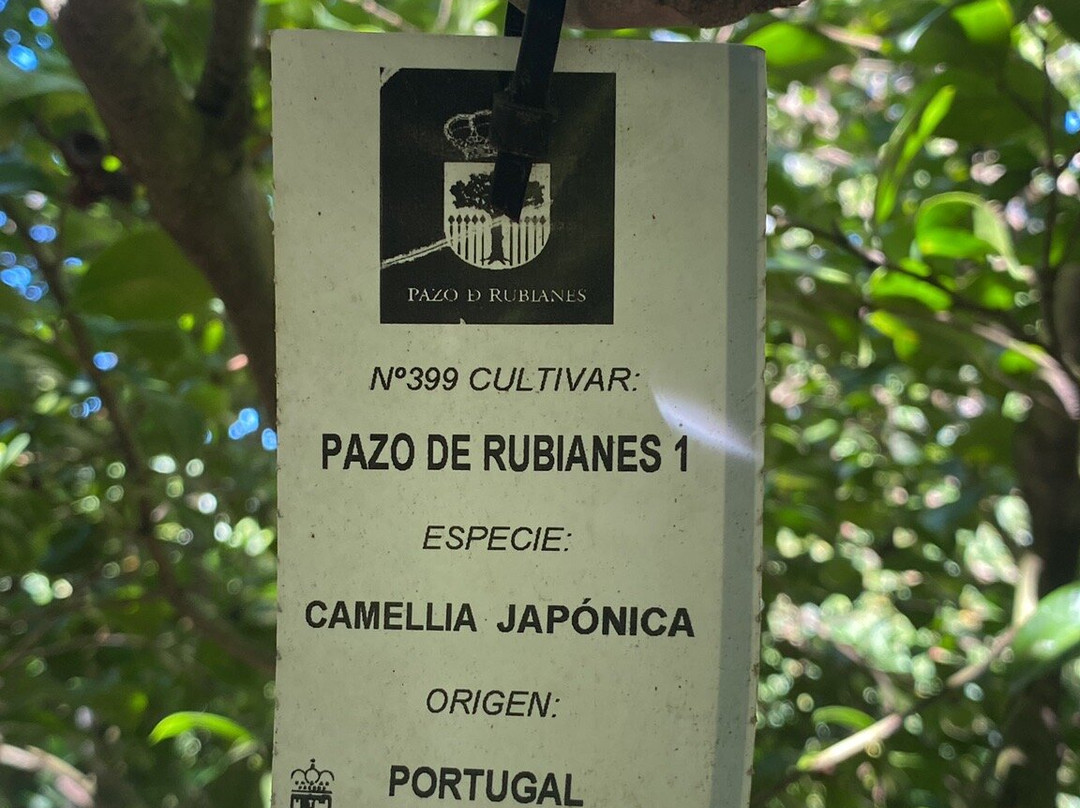 PAZO Đ RUBIANES
Nº399 CULTIVAR:
PAZO DE RUBIANES 1
ESPECIE:
CAMELLIA JAPÓNICA
ORIGEN:
PORTUGAL